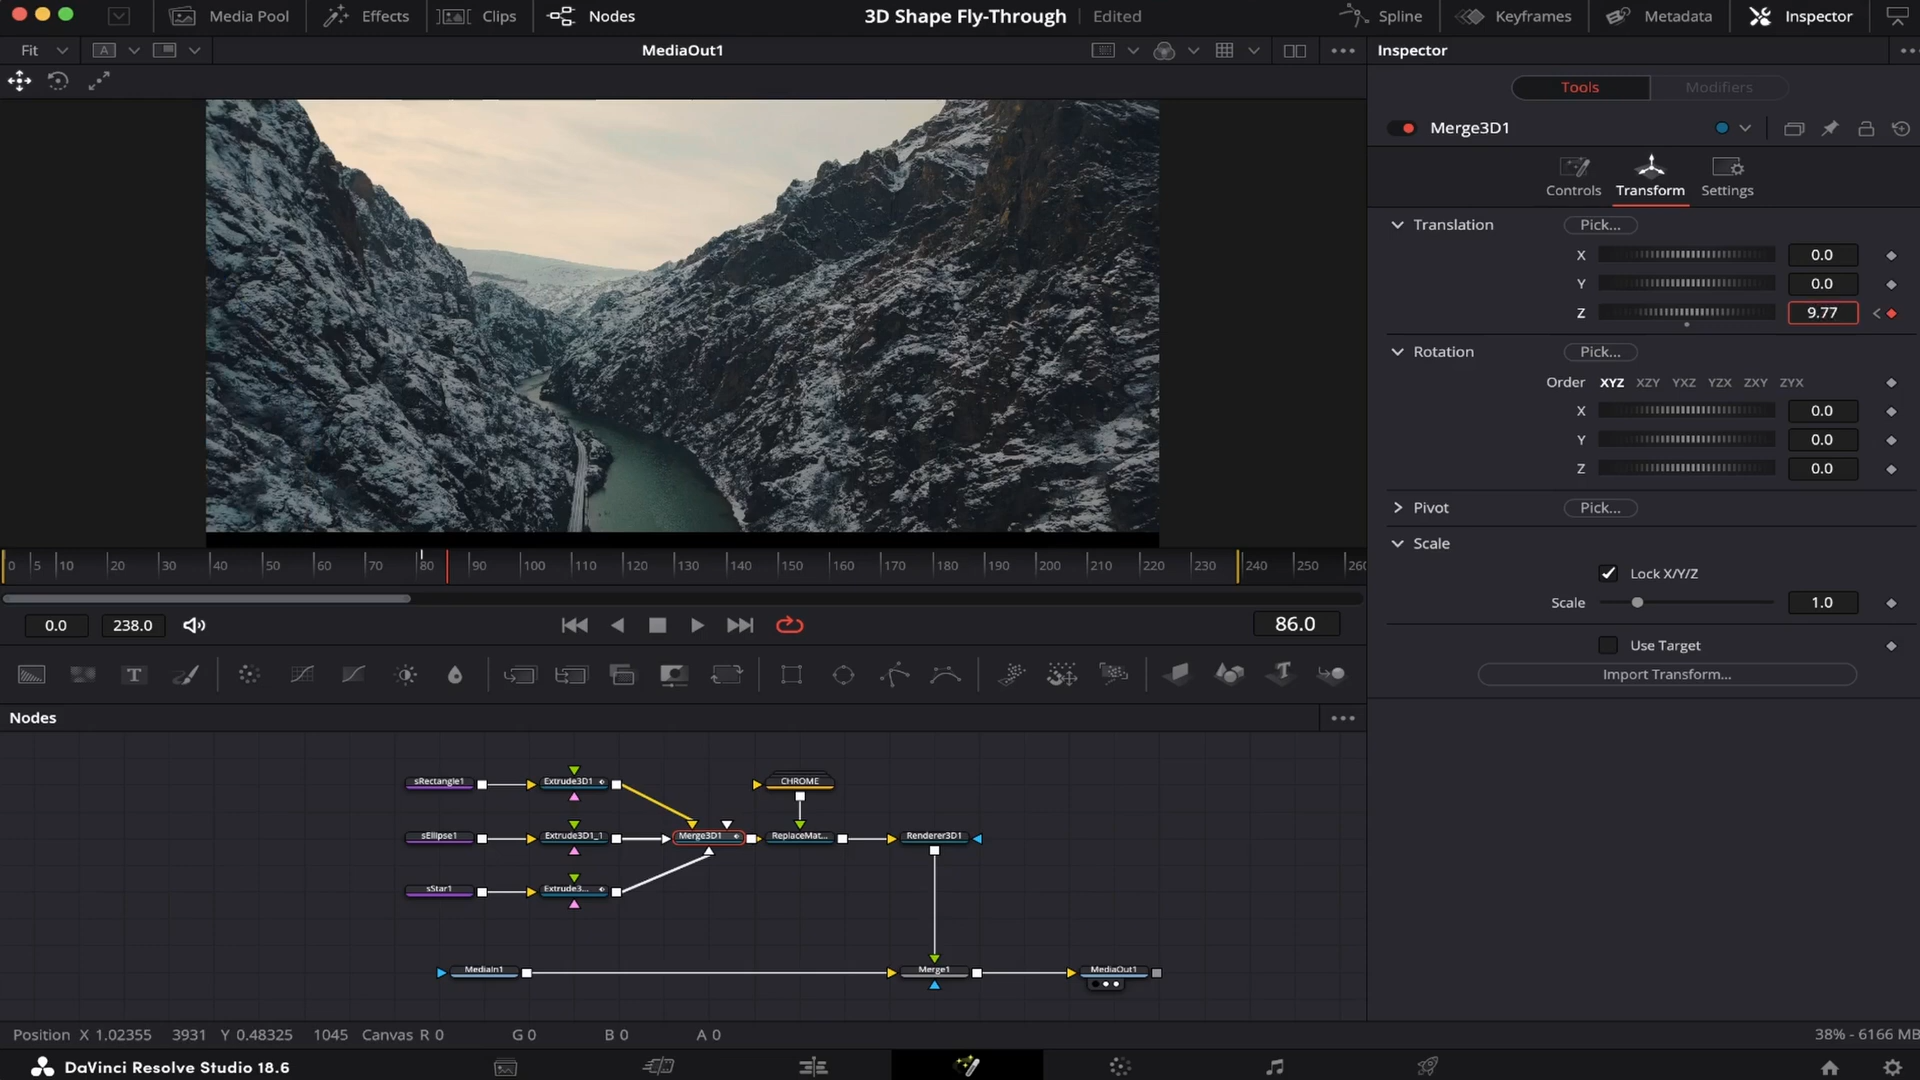 Media Pool Effects Clips Nodes 3D Shape Fly-Through Edited Spline Keyframes Metadata Inspector
Fit A MediaOut1 Inspector
Tools Modifiers
Merge3D1
Controls Transform Settings
Translation Pick...
X 0.0
Y 0.0
Z 9.77
Rotation Pick...
Order XYZ XZY YXZ YZX ZXY ZYX
X 0.0
Y 0.0
Z 0.0
Pivot Pick...
Scale
Lock X/Y/Z
Scale 1.0
Use Target
Import Transform...
0 5 10 20 30 40 50 60 70 80 90 100 110 120 130 140 150 160 170 180 190 200 210 220 230 240 250 260
0.0 238.0 86.0
T T
Nodes
sRectangle1 Extrude3D1 CHROME
sEllipse1 Extrude3D1_1 Merge3D1 ReplaceMat... Renderer3D1
sStar1 Extrude3...
MediaIn1 Merge1 MediaOut1
Position X 1.02355 3931 Y 0.48325 1045 Canvas R 0 G 0 B 0 A 0 38% - 6166 MB
DaVinci Resolve Studio 18.6